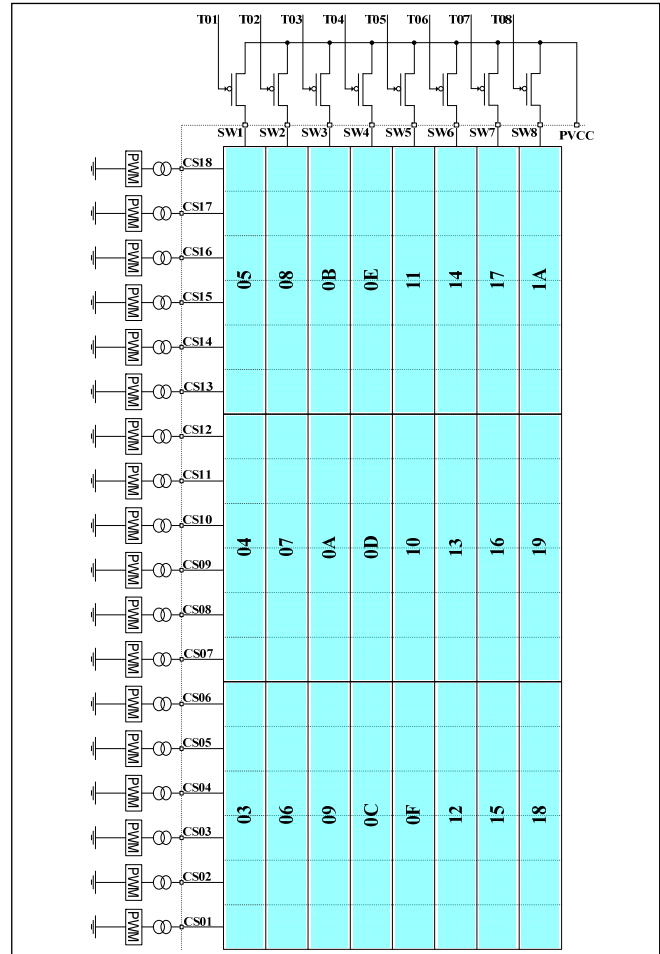 T01 T02 T03 T04 T05 T06 T07 T08
SW1 SW2 SW3 SW4 SW5 SW6 SW7 SW8 PVCC
PWM CS18
PWM CS17
PWM CS16
05 08 0B 0E 11 14 17 1A
PWM CS15
PWM CS14
PWM CS13
PWM CS12
PWM CS11
PWM CS10
04 07 0A 0D 10 13 16 19
PWM CS09
PWM CS08
PWM CS07
PWM CS06
PWM CS05
PWM CS04
03 06 09 0C 0F 12 15 18
PWM CS03
PWM CS02
PWM CS01